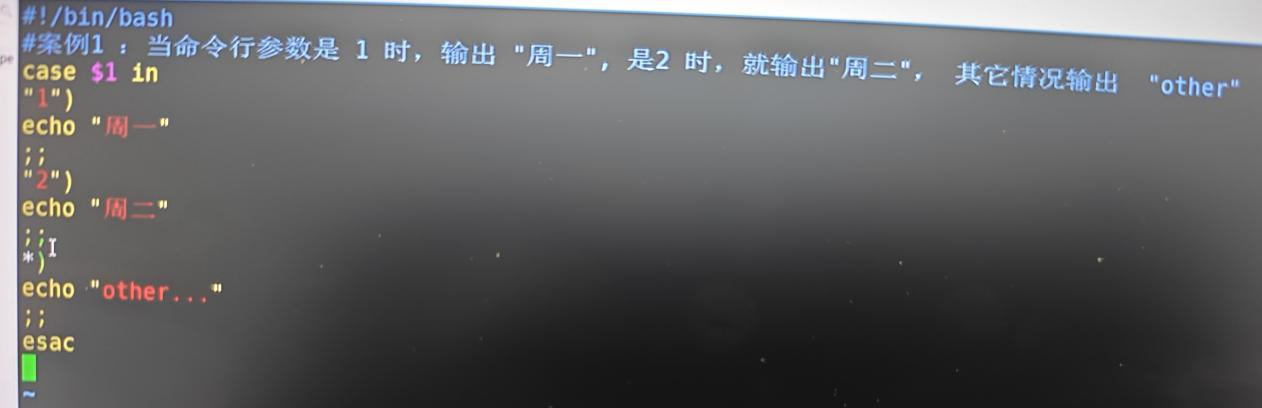 #!/bin/bash
#案例1 ：当命令行参数是 1 时，输出 "周一", 是2 时，就输出"周二"， 其它情况输出 "other"
pe
case $1 in
"1")
echo "周一"
;;
"2")
echo "周二"
;;
*)
echo "other..."
;;
esac
~